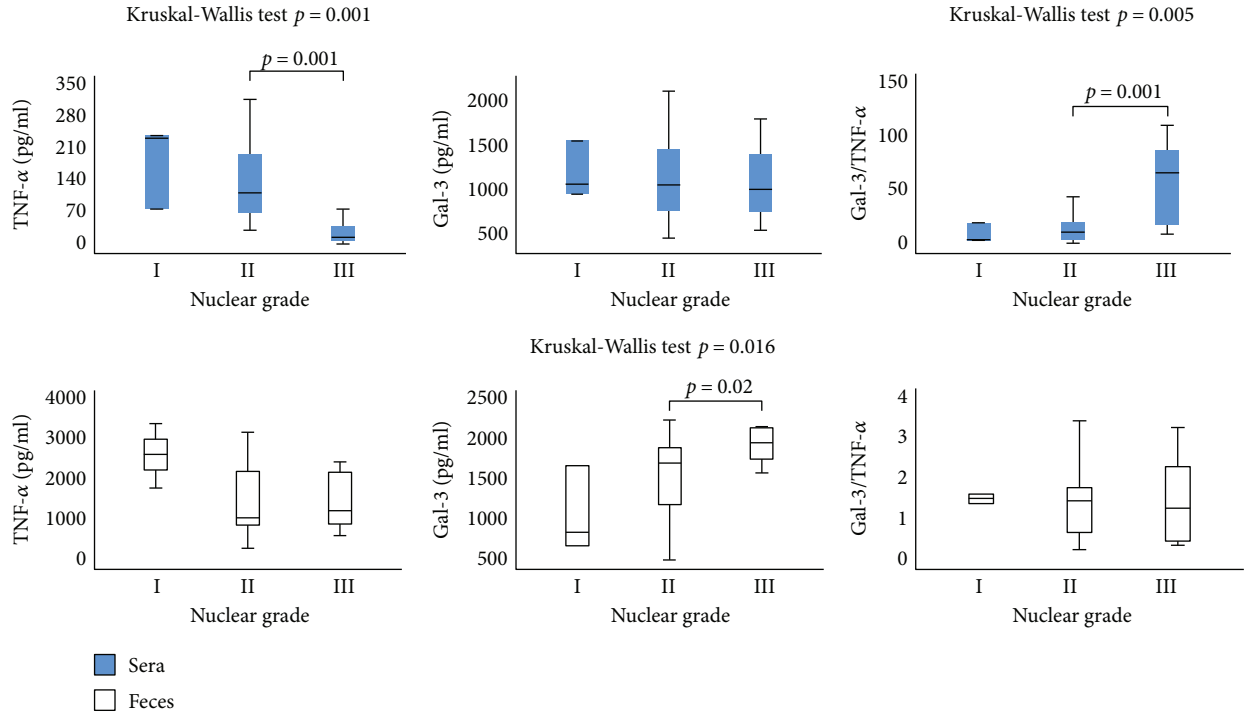 Kruskal-Wallis test p = 0.001
p = 0.001
TNF-α (pg/ml)
350
280
210
140
70
0
I II III
Nuclear grade
Gal-3 (pg/ml)
2000
1500
1000
500
I II III
Nuclear grade
Kruskal-Wallis test p = 0.005
p = 0.001
Gal-3/TNF-α
150
100
50
0
I II III
Nuclear grade
TNF-α (pg/ml)
4000
3000
2000
1000
0
I II III
Nuclear grade
Kruskal-Wallis test p = 0.016
p = 0.02
Gal-3 (pg/ml)
2500
2000
1500
1000
500
I II III
Nuclear grade
Gal-3/TNF-α
4
3
2
1
0
I II III
Nuclear grade
Sera
Feces